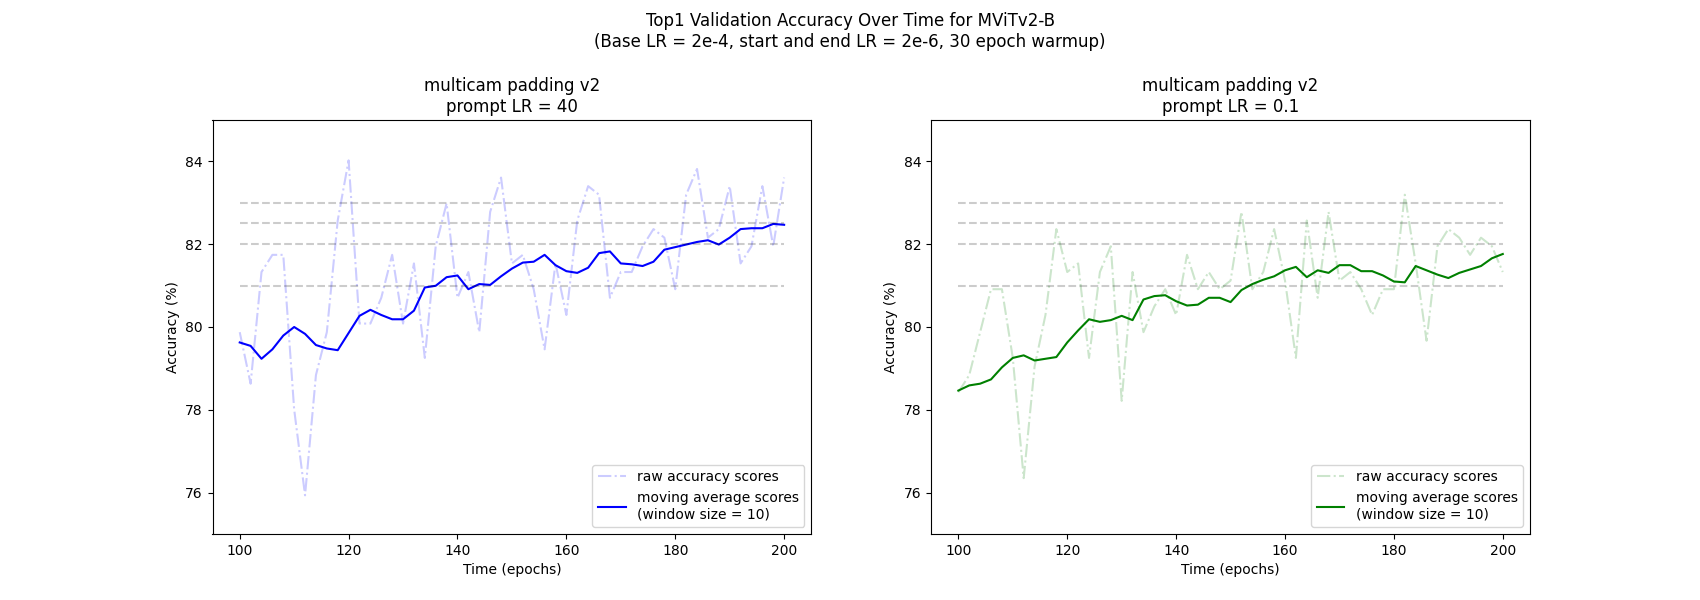 Top1 Validation Accuracy Over Time for MViTv2-B
(Base LR = 2e-4, start and end LR = 2e-6, 30 epoch warmup)
multicam padding v2
prompt LR = 40
84
82
80
78
76
Accuracy (%)
raw accuracy scores
moving average scores
(window size = 10)
100 120 140 160 180 200
Time (epochs)
multicam padding v2
prompt LR = 0.1
84
82
80
78
76
Accuracy (%)
raw accuracy scores
moving average scores
(window size = 10)
100 120 140 160 180 200
Time (epochs)